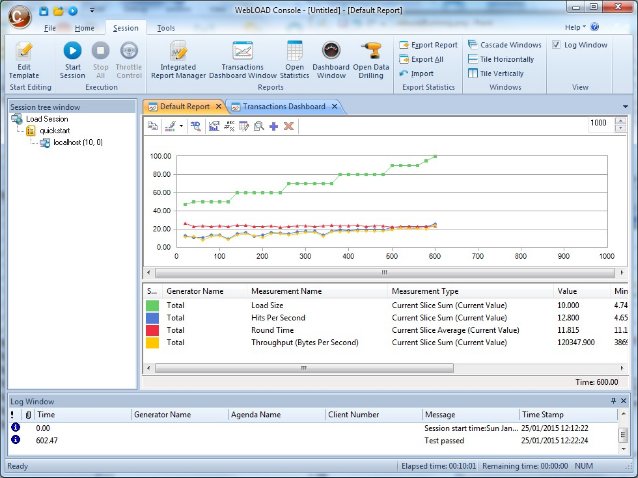 WebLOAD Console - [Untitled] - [Default Report]
File Home Session Tools Help
Edit Template
Start Session
Stop All
Throttle Control
Integrated Report Manager
Transactions Dashboard Window
Open Statistics
Dashboard Window
Open Data Drilling
Export Report
Export All
Import
Cascade Windows
Tile Horizontally
Tile Vertically
Log Window
Start Editing Execution Reports Export Statistics Windows View
Session tree window
Load Session
quickstart
localhost (10, 0)
Default Report X Transactions Dashboard X
1000
100.00
80.00
60.00
40.00
20.00
0.00
0 100 200 300 400 500 600 700 800 900 1000
S... Generator Name Measurement Name Measurement Type Value Min
Total Load Size Current Slice Sum (Current Value) 10.000 4.74
Total Hits Per Second Current Slice Sum (Current Value) 12.800 4.65
Total Round Time Current Slice Average (Current Value) 11.815 11.1
Total Throughput (Bytes Per Second) Current Slice Sum (Current Value) 120347.900 3869
Time: 600.00
Log Window
! Time Generator Name Agenda Name Client Number Message Time Stamp
0.00 Session start time:Sun Jan... 25/01/2015 12:12:22
602.47 Test passed 25/01/2015 12:22:24
Ready Elapsed time: 00:10:01 Remaining time: 00:00:00 NUM